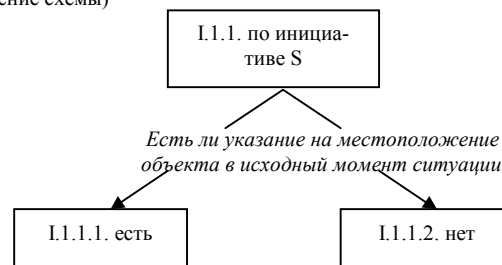 схемы)
I.1.1. по инициа-
тиве S
Есть ли указание на местоположение
объекта в исходный момент ситуации
I.1.1.1. есть
I.1.1.2. нет